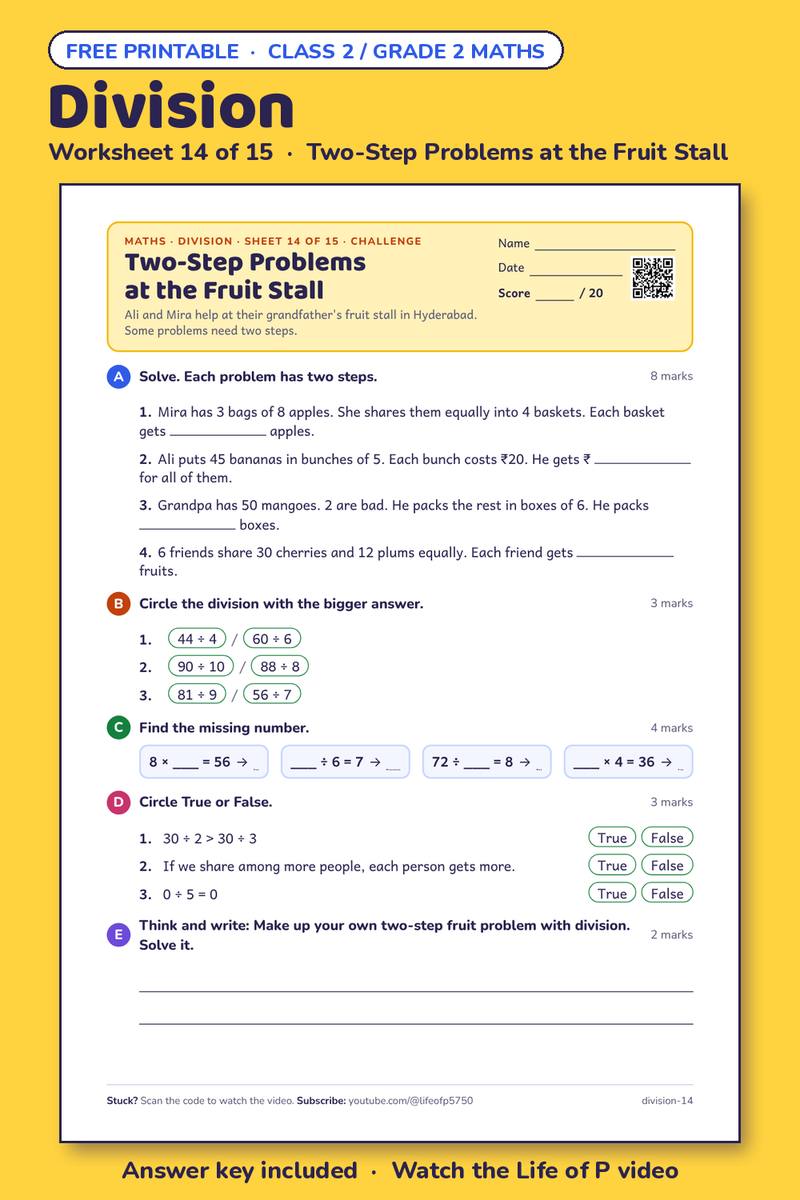 FREE PRINTABLE · CLASS 2 / GRADE 2 MATHS
Division
Worksheet 14 of 15 · Two-Step Problems at the Fruit Stall
MATHS · DIVISION · SHEET 14 OF 15 · CHALLENGE
Two-Step Problems
at the Fruit Stall
Ali and Mira help at their grandfather's fruit stall in Hyderabad.
Some problems need two steps.
Name ____
Date ____
Score ____ / 20
A Solve. Each problem has two steps. 8 marks
1. Mira has 3 bags of 8 apples. She shares them equally into 4 baskets. Each basket
gets ____ apples.
2. Ali puts 45 bananas in bunches of 5. Each bunch costs ₹20. He gets ₹ ____
for all of them.
3. Grandpa has 50 mangoes. 2 are bad. He packs the rest in boxes of 6. He packs
____ boxes.
4. 6 friends share 30 cherries and 12 plums equally. Each friend gets ____
fruits.
B Circle the division with the bigger answer. 3 marks
1. 44 ÷ 4 / 60 ÷ 6
2. 90 ÷ 10 / 88 ÷ 8
3. 81 ÷ 9 / 56 ÷ 7
C Find the missing number. 4 marks
8 × ____ = 56 → __ ____ ÷ 6 = 7 → __ 72 ÷ ____ = 8 → __ ____ × 4 = 36 → __
D Circle True or False. 3 marks
1. 30 ÷ 2 > 30 ÷ 3 True False
2. If we share among more people, each person gets more. True False
3. 0 ÷ 5 = 0 True False
E Think and write: Make up your own two-step fruit problem with division.
Solve it. 2 marks
Stuck? Scan the code to watch the video. Subscribe: youtube.com/@lifeofp5750 division-14
Answer key included · Watch the Life of P video